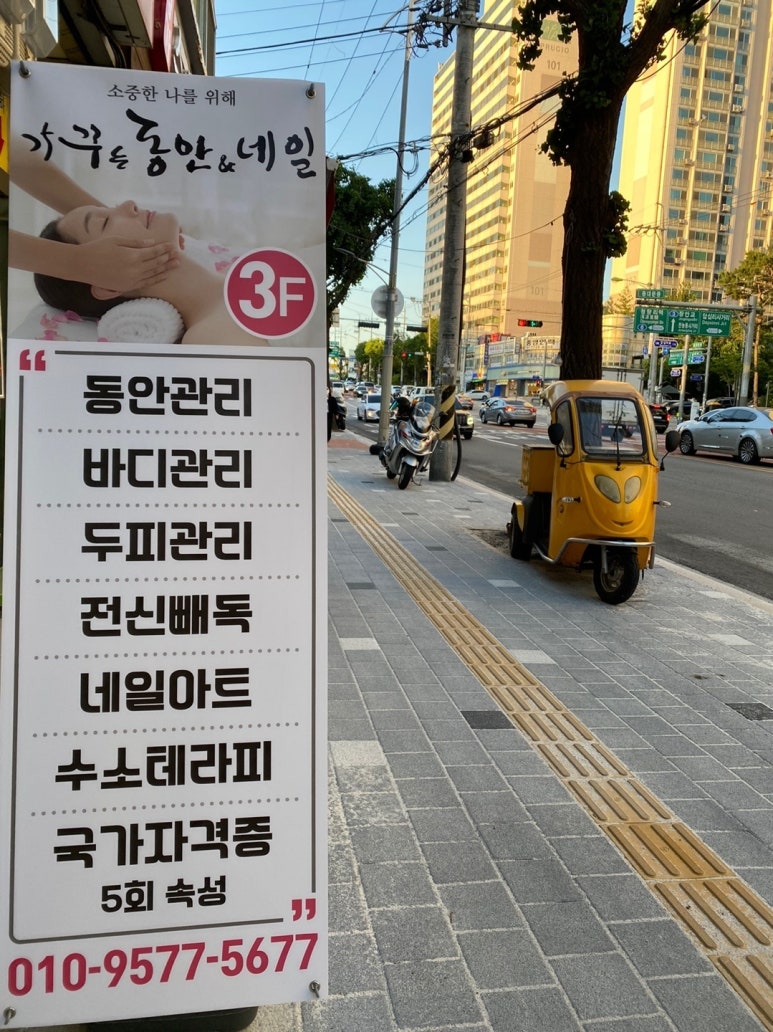 소중한 나를 위해
가꾸는 동안&네일
3F
동안관리
바디관리
두피관리
전신빼독
네일아트
수소테라피
국가자격증
5회 속성
010-9577-5677
101
101